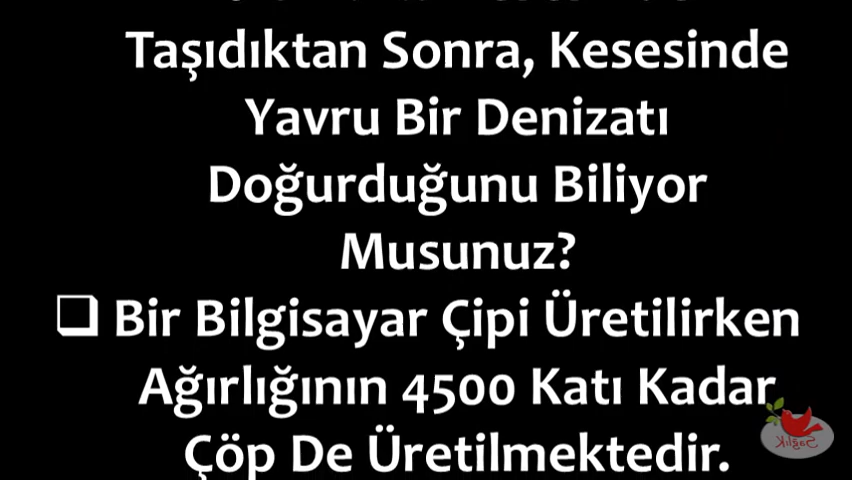 Taşıdıktan Sonra, Kesesinde
Yavru Bir Denizatı
Doğurduğunu Biliyor
Musunuz?
❑ Bir Bilgisayar Çipi Üretilirken
Ağırlığının 4500 Katı Kadar
Çöp De Üretilmektedir.
Sağlık